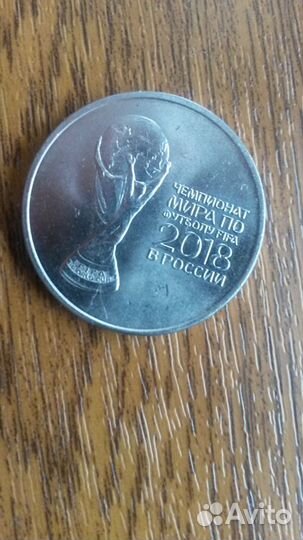 ЧЕМПИОНАТ
МИРА ПО
ФУТБОЛУ FIFA
2018
В РОССИИ
Avito